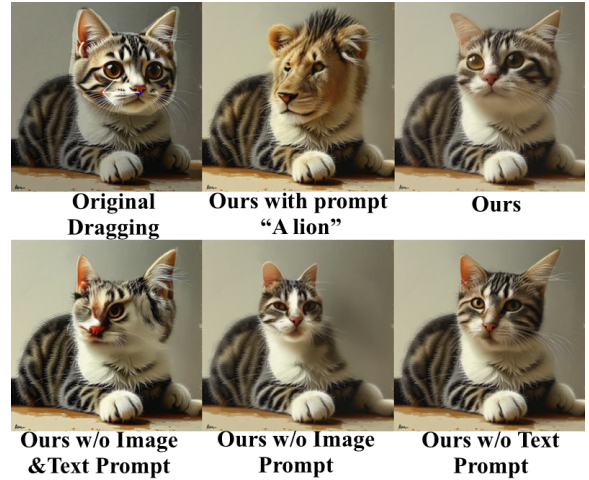 Original
Dragging
Ours with prompt
“A lion”
Ours
Ours w/o Image
&Text Prompt
Ours w/o Image
Prompt
Ours w/o Text
Prompt